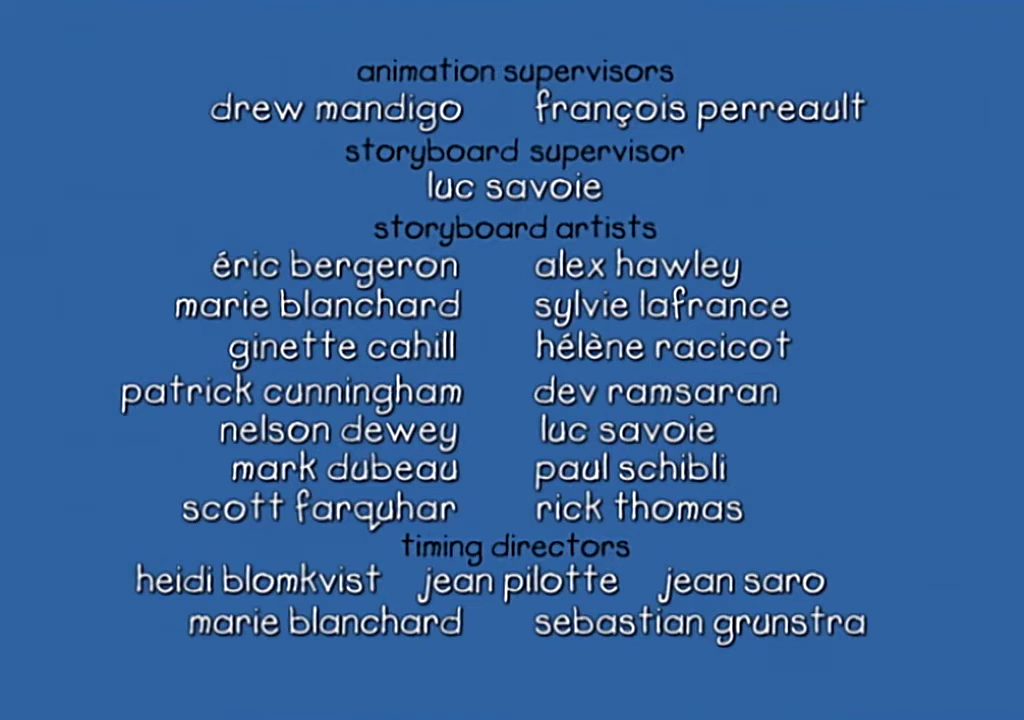 animation supervisors
drew mandigo françois perreault
storyboard supervisor
luc savoie
storyboard artists
éric bergeron alex hawley
marie blanchard sylvie lafrance
ginette cahill hélène racicot
patrick cunningham dev ramsaran
nelson dewey luc savoie
mark dubeau paul schibli
scott farquhar rick thomas
timing directors
heidi blomkvist jean pilotte jean saro
marie blanchard sebastian grunstra